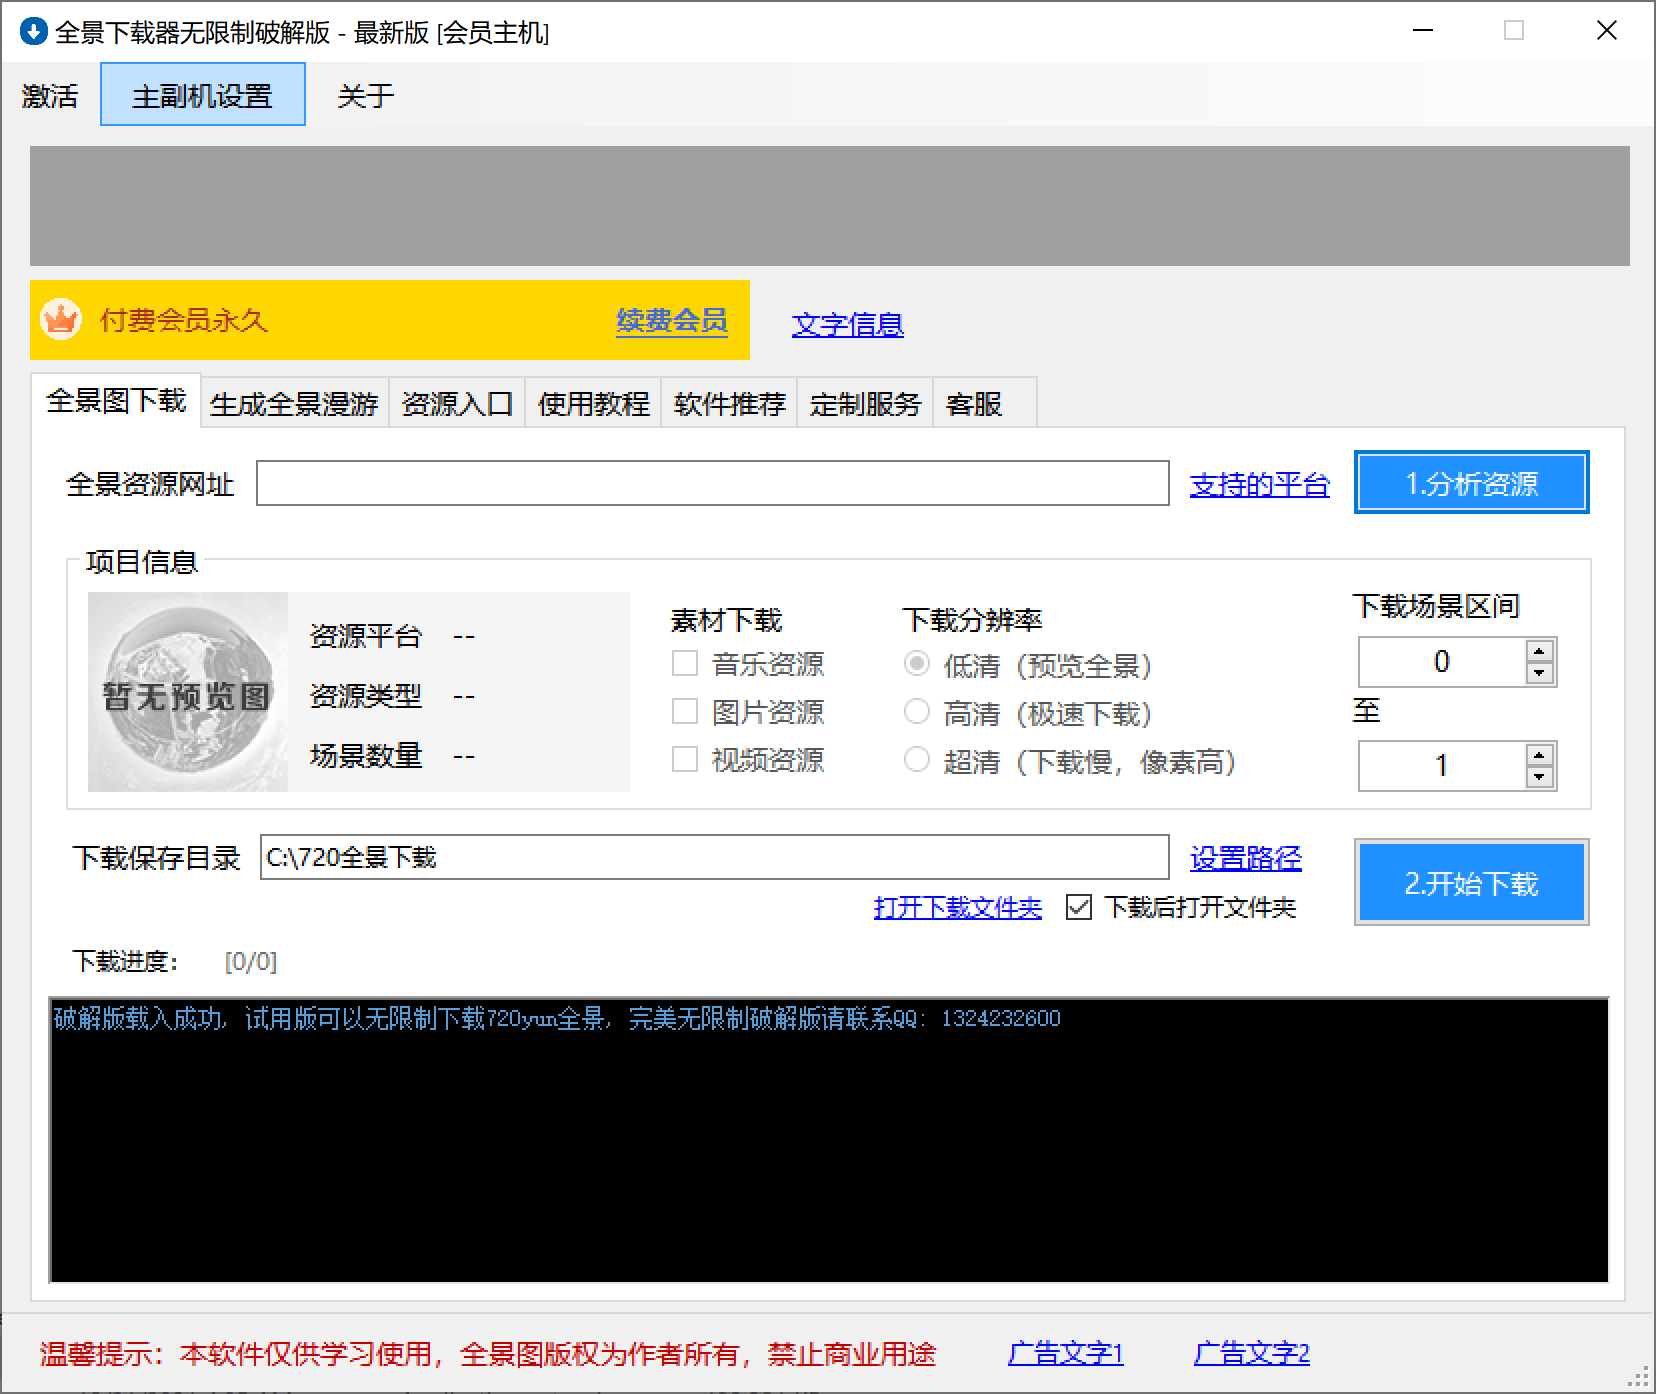 全景下载器无限制破解版 - 最新版 [会员主机]
激活 主副机设置 关于
付费会员永久 续费会员 文字信息
全景图下载 生成全景漫游 资源入口 使用教程 软件推荐 定制服务 客服
全景资源网址 支持的平台 1.分析资源
项目信息
暂无预览图
资源平台 --
资源类型 --
场景数量 --
素材下载
音乐资源
图片资源
视频资源
下载分辨率
低清（预览全景）
高清（极速下载）
超清（下载慢，像素高）
下载场景区间
0
至
1
下载保存目录 C:\720全景下载 设置路径
打开下载文件夹 下载后打开文件夹
2.开始下载
下载进度： [0/0]
破解版载入成功，试用版可以无限制下载720yun全景，完美无限制破解版请联系QQ：1324232600
温馨提示：本软件仅供学习使用，全景图版权为作者所有，禁止商业用途 广告文字1 广告文字2